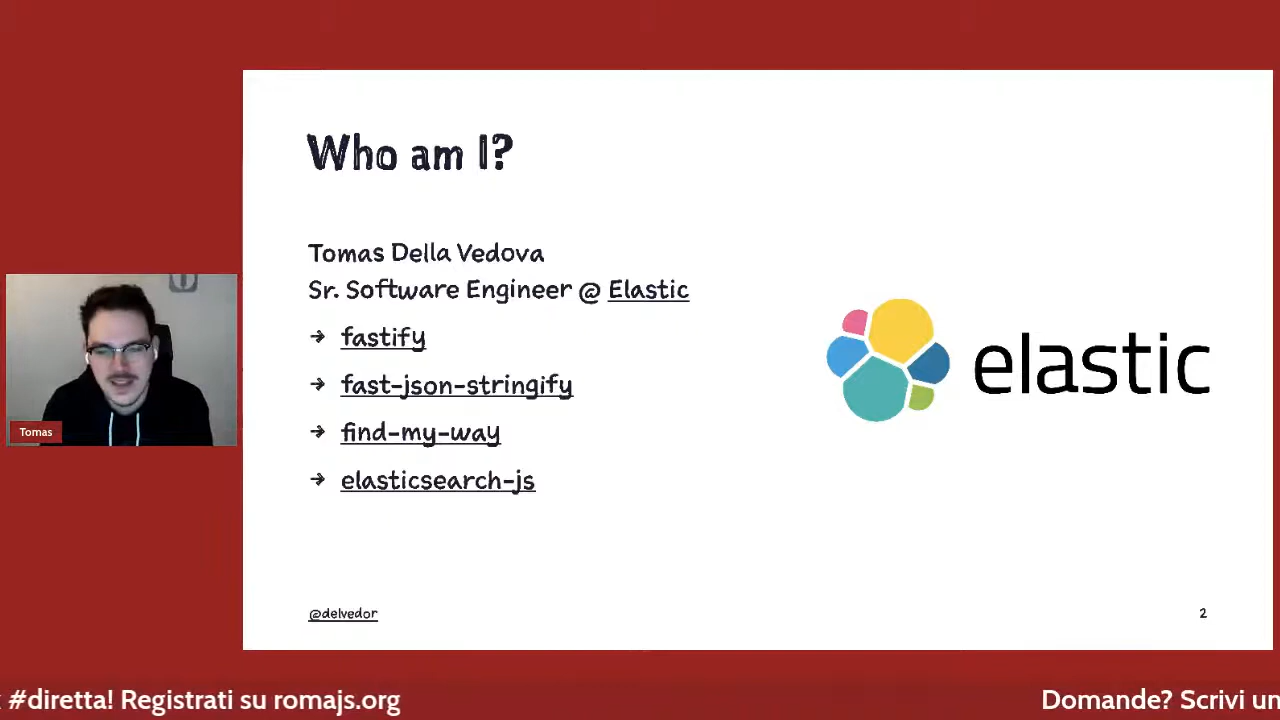 Who am I?
Tomas Della Vedova
Sr. Software Engineer @ Elastic
→ fastify
→ fast-json-stringify
→ find-my-way
→ elasticsearch-js
elastic
Tomas
@delvedor
2
#diretta! Registrati su romajs.org
Domande? Scrivi un